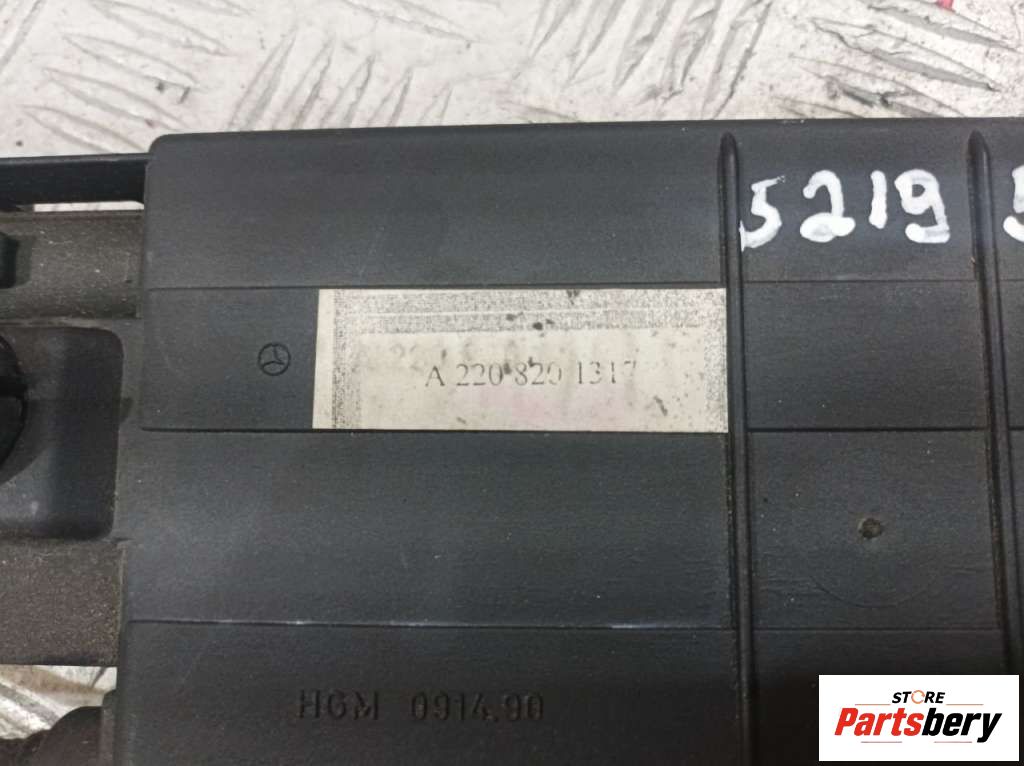 5219
A 220 820 1317
HGM 0914.90
STORE
Partsbery